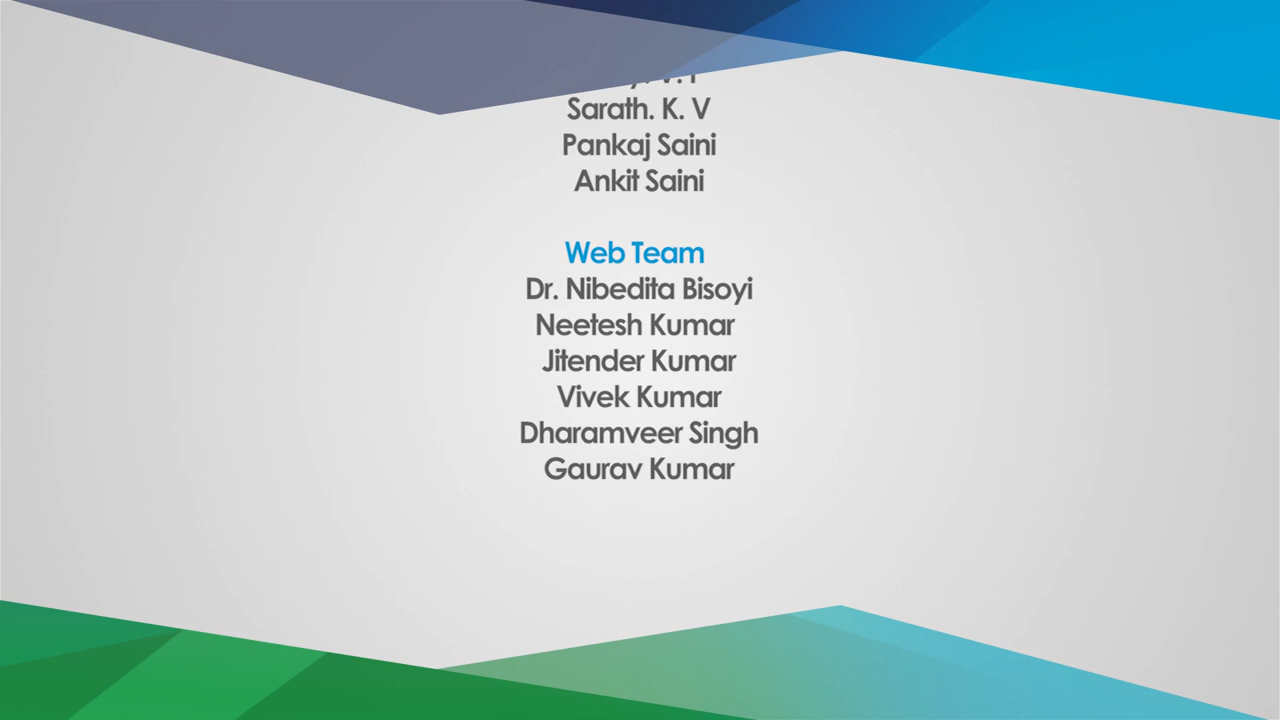 Sarath. K. V
Pankaj Saini
Ankit Saini
Web Team
Dr. Nibedita Bisoyi
Neetesh Kumar
Jitender Kumar
Vivek Kumar
Dharamveer Singh
Gaurav Kumar